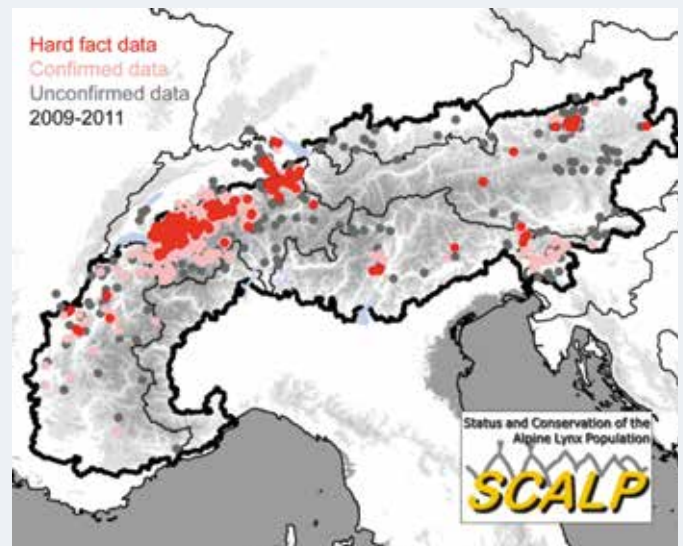 Hard fact data
Confirmed data
Unconfirmed data
2009-2011
Status and Conservation of the
Alpine Lynx Population
SCALP